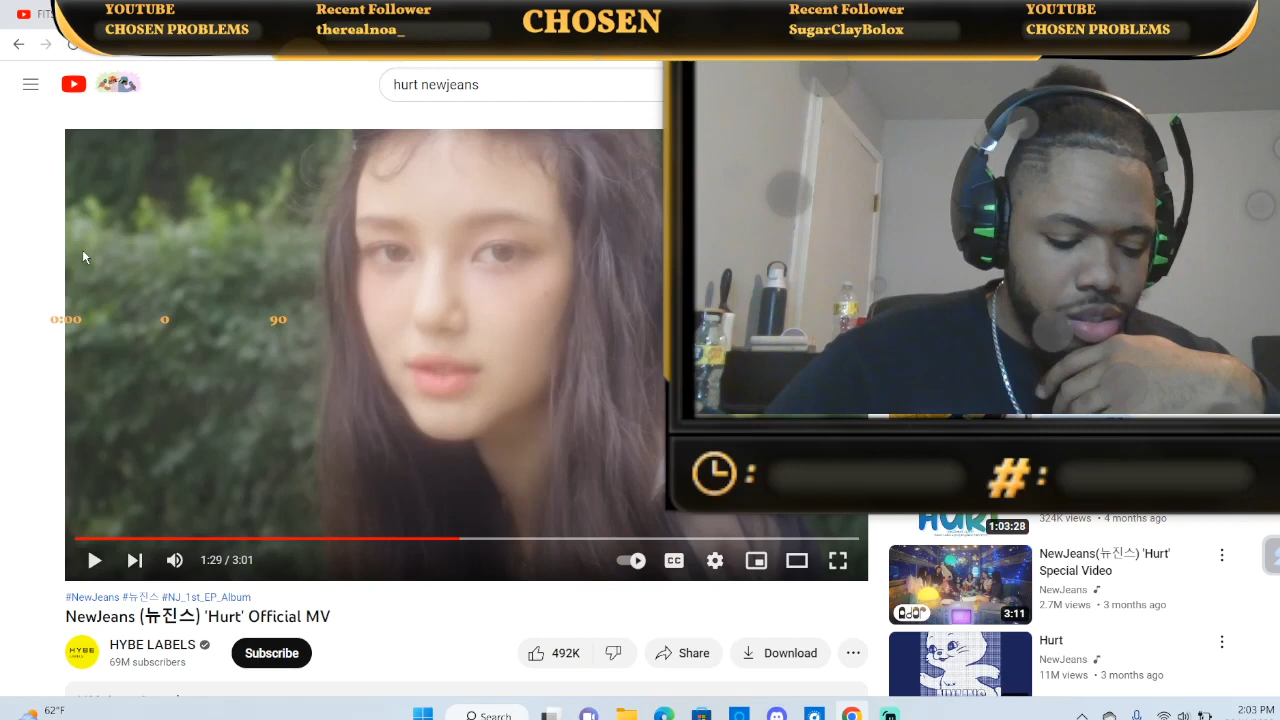 YOUTUBE
CHOSEN PROBLEMS
Recent Follower
therealnoa_
CHOSEN
Recent Follower
SugarClayBolox
YOUTUBE
CHOSEN PROBLEMS
hurt newjeans
0:00 0 90
: #:
1:29 / 3:01
CC
#NewJeans #뉴진스 #NJ_1st_EP_Album
NewJeans (뉴진스) 'Hurt' Official MV
HYBE
HYBE LABELS
69M subscribers
Subscribe
492K
Share
Download
HURT
1:03:28
324K views • 4 months ago
ador
3:11
NewJeans(뉴진스) 'Hurt'
Special Video
NewJeans
2.7M views • 3 months ago
Hurt
NewJeans
11M views • 3 months ago
62°F
Search
2:03 PM